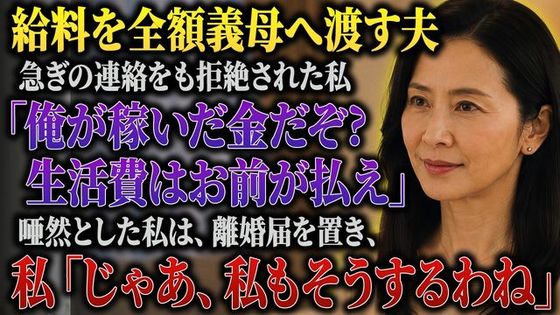 給料を全額義母へ渡す夫
急ぎの連絡をも拒絶された私
「俺が稼いだ金だぞ?
生活費はお前が払え」
唖然とした私は、離婚届を置き、
私「じゃあ、私もそうするわね」